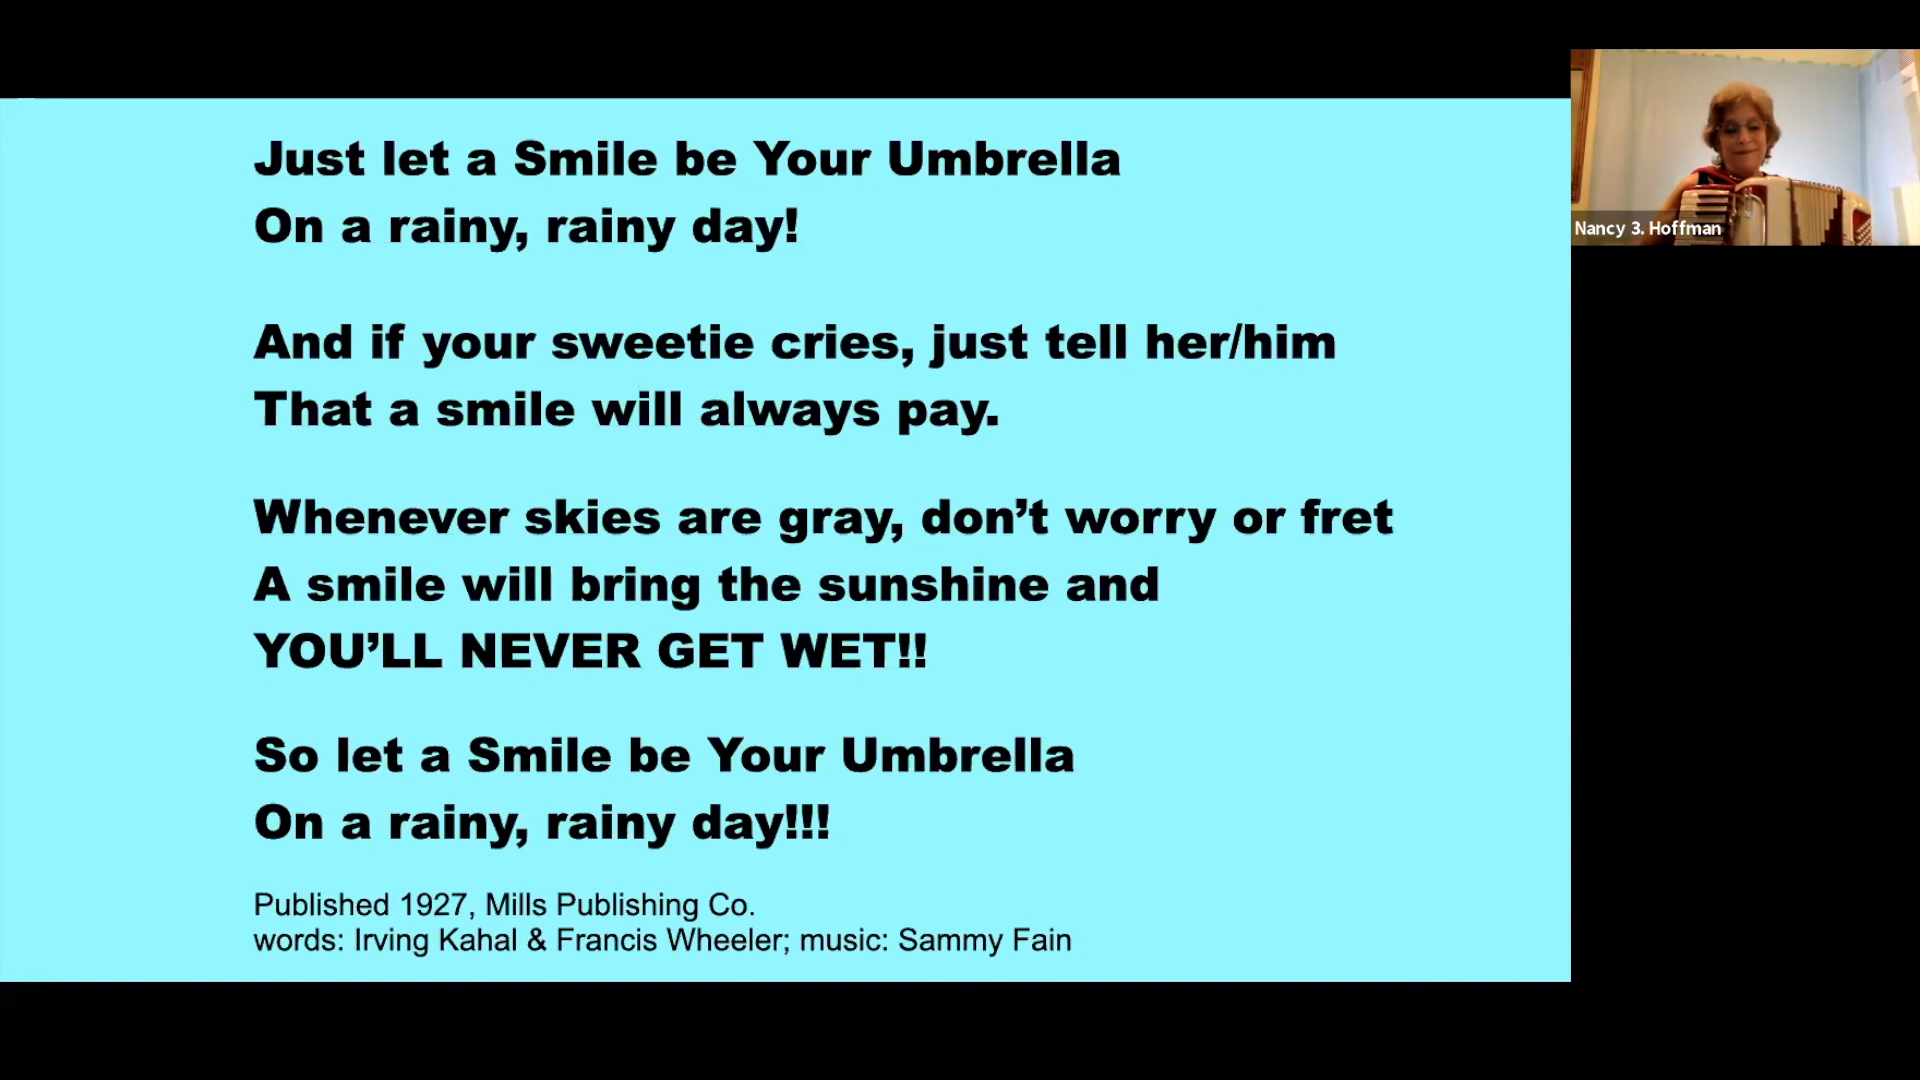 Just let a Smile be Your Umbrella
On a rainy, rainy day!
And if your sweetie cries, just tell her/him
That a smile will always pay.
Whenever skies are gray, don’t worry or fret
A smile will bring the sunshine and
YOU’LL NEVER GET WET!!
So let a Smile be Your Umbrella
On a rainy, rainy day!!!
Published 1927, Mills Publishing Co.
words: Irving Kahal & Francis Wheeler; music: Sammy Fain
Nancy 3. Hoffman